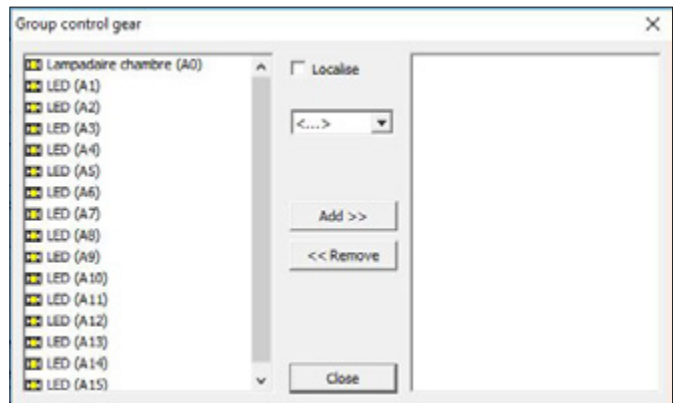 Group control gear
Lampadaire chambre (A0)
LED (A1)
LED (A2)
LED (A3)
LED (A4)
LED (A5)
LED (A6)
LED (A7)
LED (A8)
LED (A9)
LED (A10)
LED (A11)
LED (A12)
LED (A13)
LED (A14)
LED (A15)
Localise
<...>
Add >>
<< Remove
Close